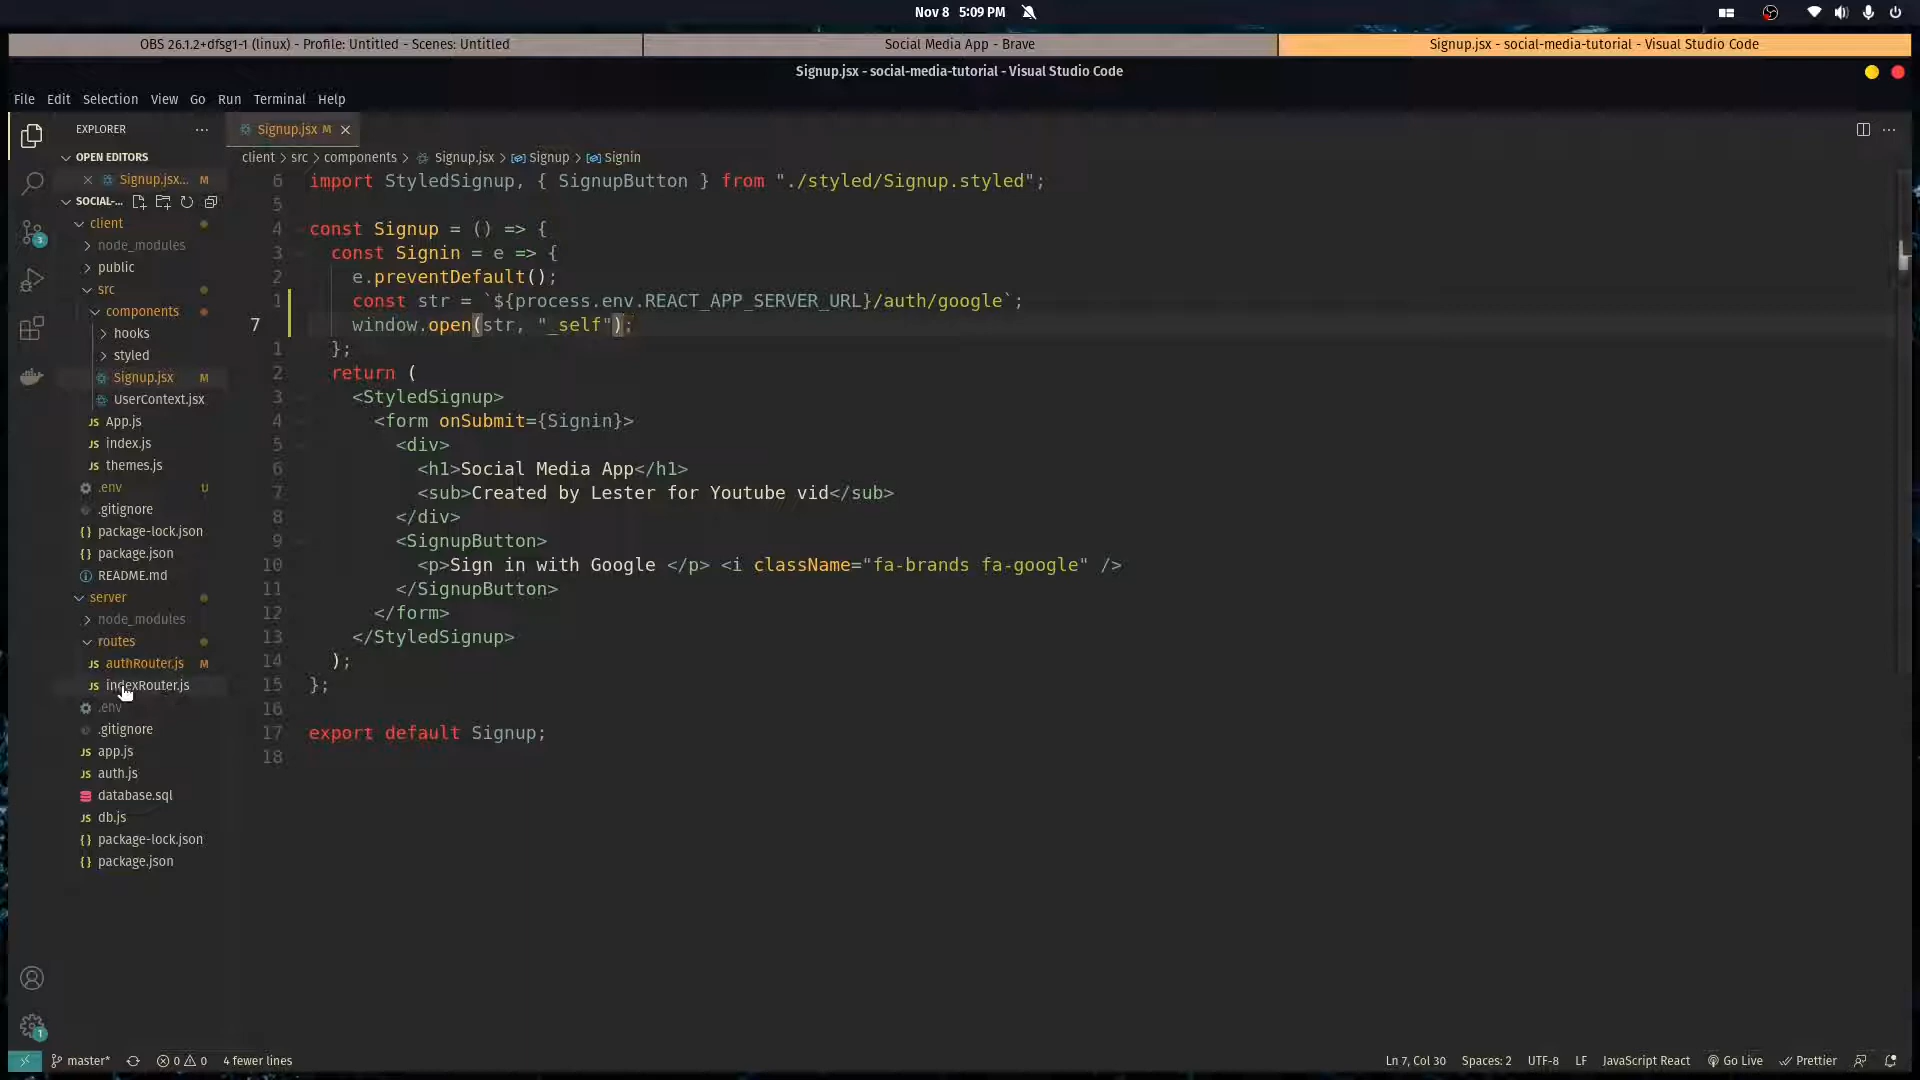 Nov 8 5:09 PM
OBS 26.1.2+dfsg1-1 (linux) - Profile: Untitled - Scenes: Untitled
Social Media App - Brave
Signup.jsx - social-media-tutorial - Visual Studio Code
Signup.jsx - social-media-tutorial - Visual Studio Code
File Edit Selection View Go Run Terminal Help
EXPLORER
OPEN EDITORS
Signup.jsx... M
SOCIAL-...
client
node_modules
public
src
components
hooks
styled
Signup.jsx M
UserContext.jsx
JS App.js
JS index.js
JS themes.js
.env U
.gitignore
{} package-lock.json
{} package.json
README.md
server
node_modules
routes
JS authRouter.js M
JS indexRouter.js
.env
.gitignore
JS app.js
JS auth.js
database.sql
JS db.js
{} package-lock.json
{} package.json
3
1
Signup.jsx M
client > src > components > Signup.jsx > Signup > Signin
6 import StyledSignup, { SignupButton } from "./styled/Signup.styled";
5
4 const Signup = () => {
3 const Signin = e => {
2 e.preventDefault();
1 const str = `${process.env.REACT_APP_SERVER_URL}/auth/google`;
7 window.open(str, "_self");
1 };
2 return (
3 <StyledSignup>
4 <form onSubmit={Signin}>
5 <div>
6 <h1>Social Media App</h1>
7 <sub>Created by Lester for Youtube vid</sub>
8 </div>
9 <SignupButton>
10 <p>Sign in with Google </p> <i className="fa-brands fa-google" />
11 </SignupButton>
12 </form>
13 </StyledSignup>
14 );
15 };
16
17 export default Signup;
18
master* 0 0 4 fewer lines Ln 7, Col 30 Spaces: 2 UTF-8 LF JavaScript React Go Live Prettier